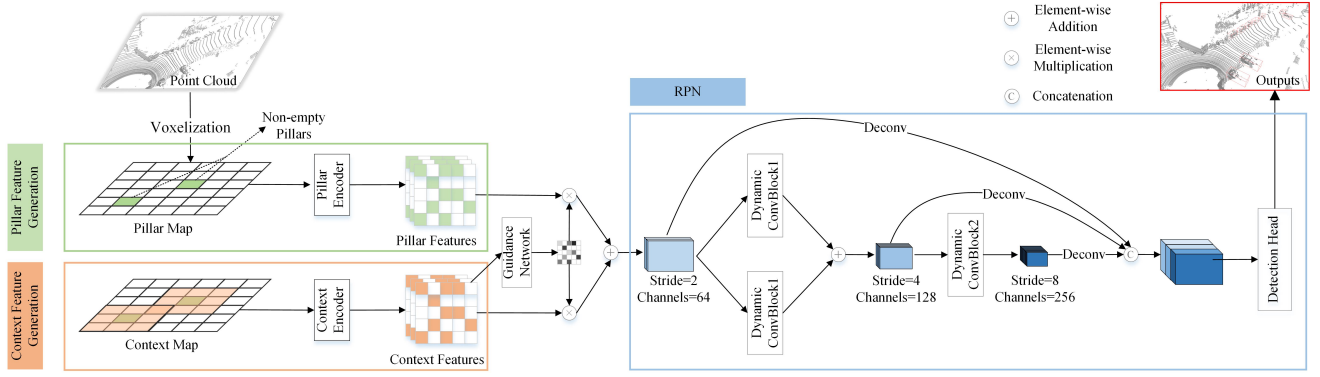 Point Cloud
Voxelization
Non-empty
Pillars
Pillar Feature
Generation
Pillar Map
Pillar
Encoder
Pillar Features
Context Feature
Generation
Context Map
Context
Encoder
Context Features
Guidance
Network
+
Element-wise
Addition
×
Element-wise
Multiplication
C
Concatenation
RPN
×
×
+
Stride=2
Channels=64
Dynamic
ConvBlock1
Dynamic
ConvBlock1
+
Deconv
Deconv
Stride=4
Channels=128
Dynamic
ConvBlock2
Deconv
Stride=8
Channels=256
C
Detection Head
Outputs